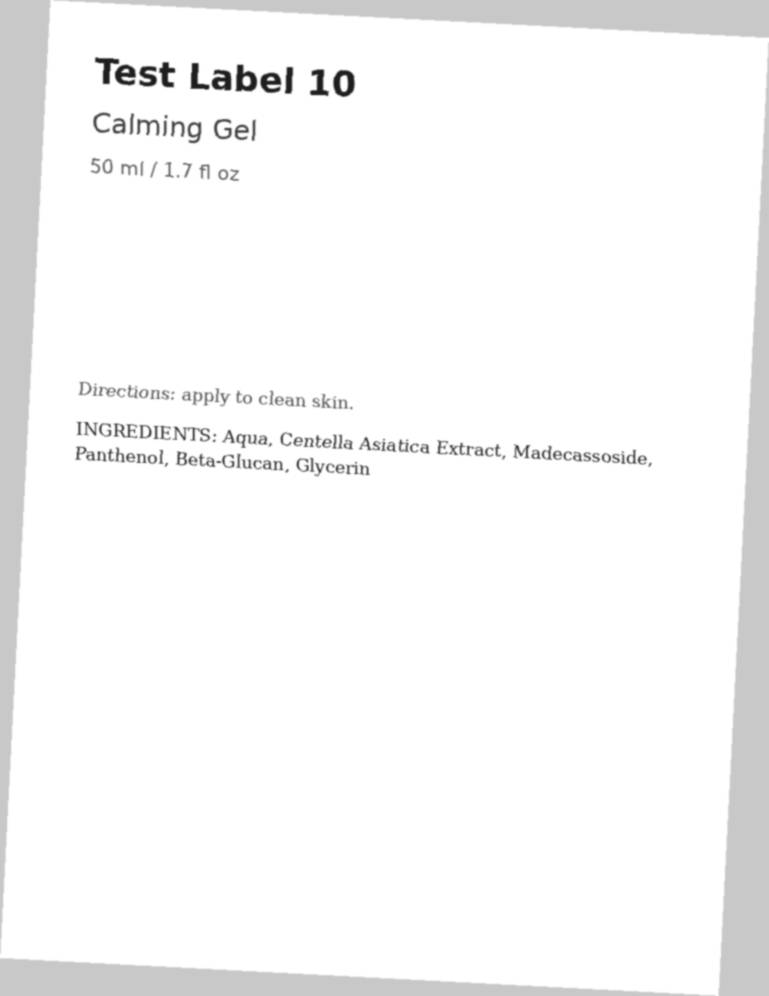 Test Label 10
Calming Gel
50 ml / 1.7 fl oz
Directions: apply to clean skin.
INGREDIENTS: Aqua, Centella Asiatica Extract, Madecassoside,
Panthenol, Beta-Glucan, Glycerin